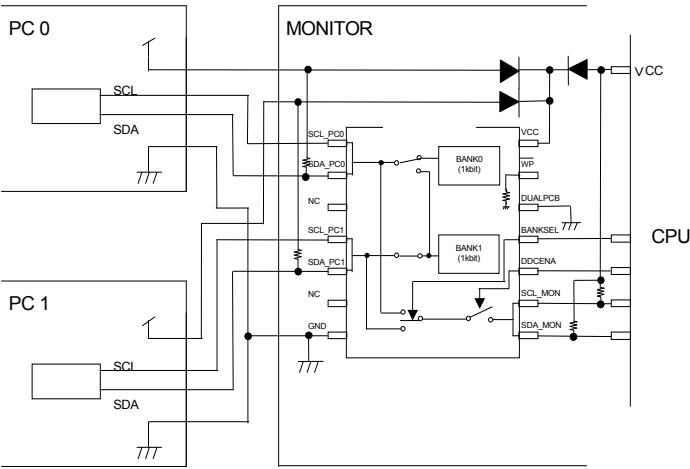 PC 0
MONITOR
VCC
SCL
SDA
SCL_PC0
VCC
SDA_PC0
BANK0
(1kbit)
WP
NC
DUALPCB
SCL_PC1
BANKSEL
CPU
BANK1
(1kbit)
SDA_PC1
DDCENA
NC
SCL_MON
PC 1
GND
SDA_MON
SCL
SDA